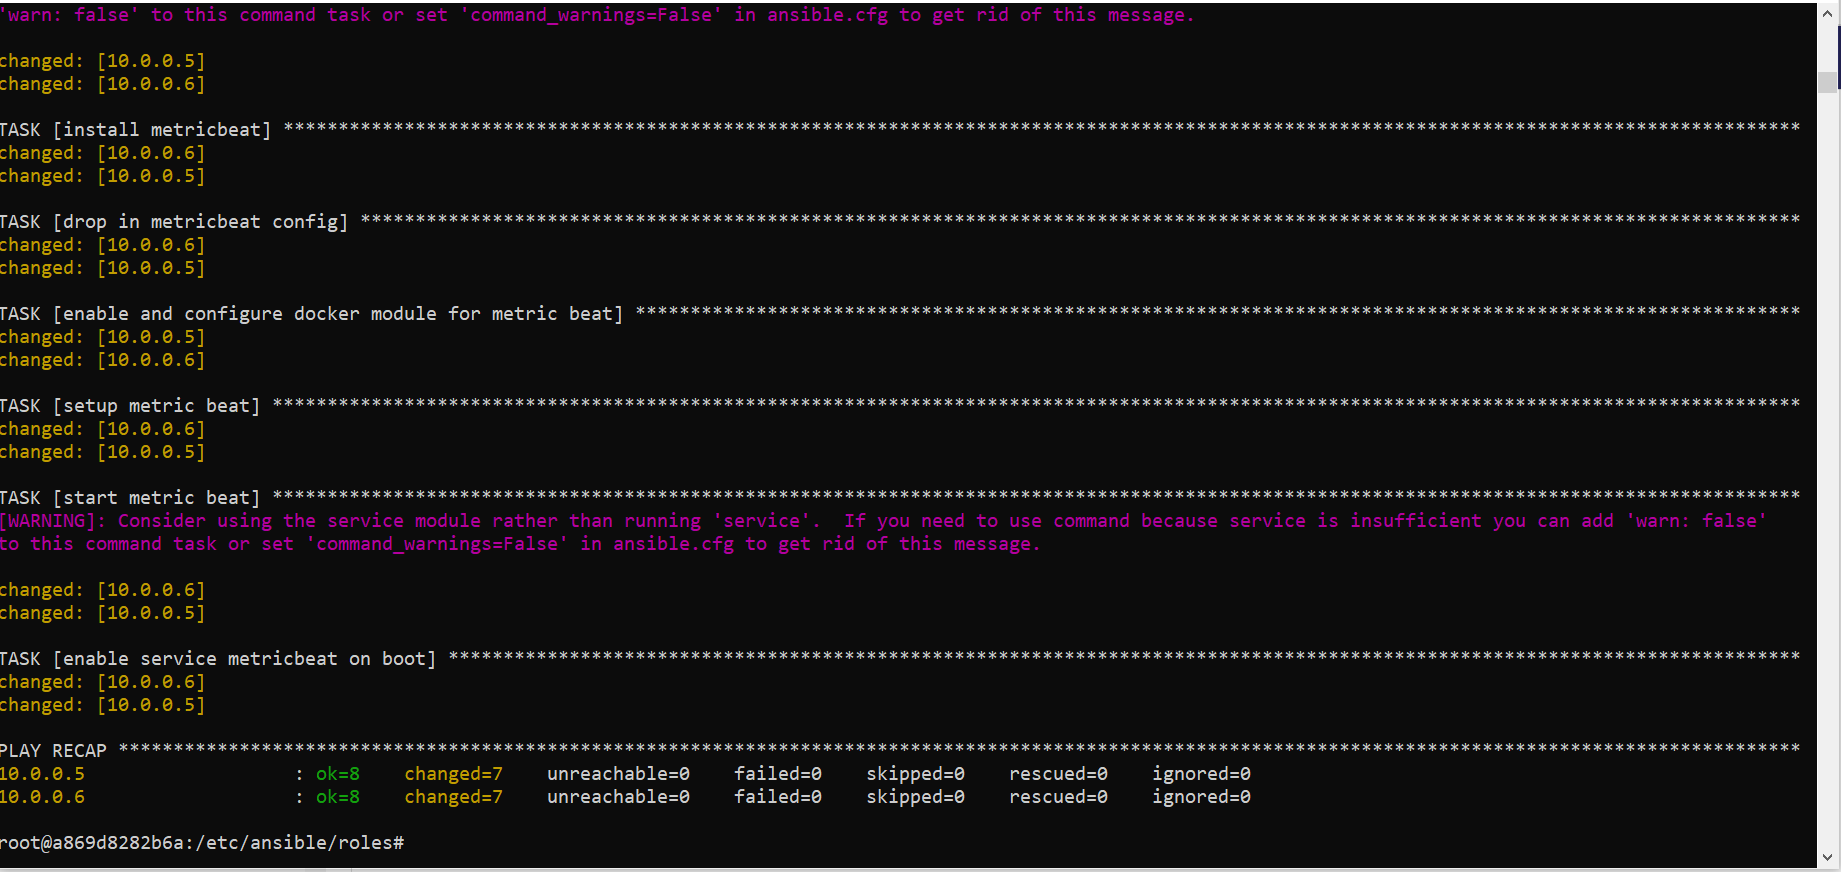 'warn: false' to this command task or set 'command_warnings=False' in ansible.cfg to get rid of this message.
changed: [10.0.0.5]
changed: [10.0.0.6]
TASK [install metricbeat] ******************************************************************************************************************************************
changed: [10.0.0.6]
changed: [10.0.0.5]
TASK [drop in metricbeat config] ***********************************************************************************************************************************
changed: [10.0.0.6]
changed: [10.0.0.5]
TASK [enable and configure docker module for metric beat] **********************************************************************************************************
changed: [10.0.0.5]
changed: [10.0.0.6]
TASK [setup metric beat] *******************************************************************************************************************************************
changed: [10.0.0.6]
changed: [10.0.0.5]
TASK [start metric beat] *******************************************************************************************************************************************
[WARNING]: Consider using the service module rather than running 'service'.  If you need to use command because service is insufficient you can add 'warn: false'
to this command task or set 'command_warnings=False' in ansible.cfg to get rid of this message.
changed: [10.0.0.6]
changed: [10.0.0.5]
TASK [enable service metricbeat on boot] ***************************************************************************************************************************
changed: [10.0.0.6]
changed: [10.0.0.5]
PLAY RECAP *********************************************************************************************************************************************************
10.0.0.5                   : ok=8    changed=7    unreachable=0    failed=0    skipped=0    rescued=0    ignored=0
10.0.0.6                   : ok=8    changed=7    unreachable=0    failed=0    skipped=0    rescued=0    ignored=0
root@a869d8282b6a:/etc/ansible/roles#